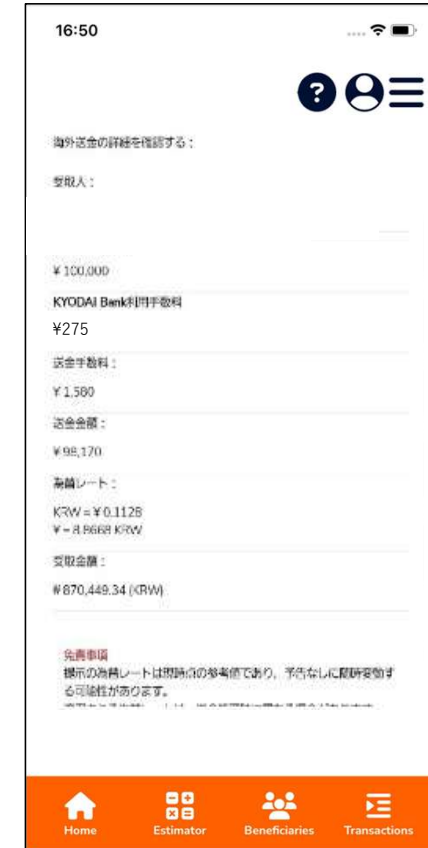 16:50
海外送金の詳細を確認する：
受取人：
¥ 100,000
KYODAI Bank利用手数料
¥275
送金手数料：
¥ 1,580
送金金額：
¥ 98,170
為替レート：
KRW = ¥ 0.1128
¥ = 8.8668 KRW
受取金額：
₩ 870,449.34 (KRW)
免責事項
提示の為替レートは現時点の参考値であり、予告なしに随時変動す
る可能性があります。
Home
Estimator
Beneficiaries
Transactions